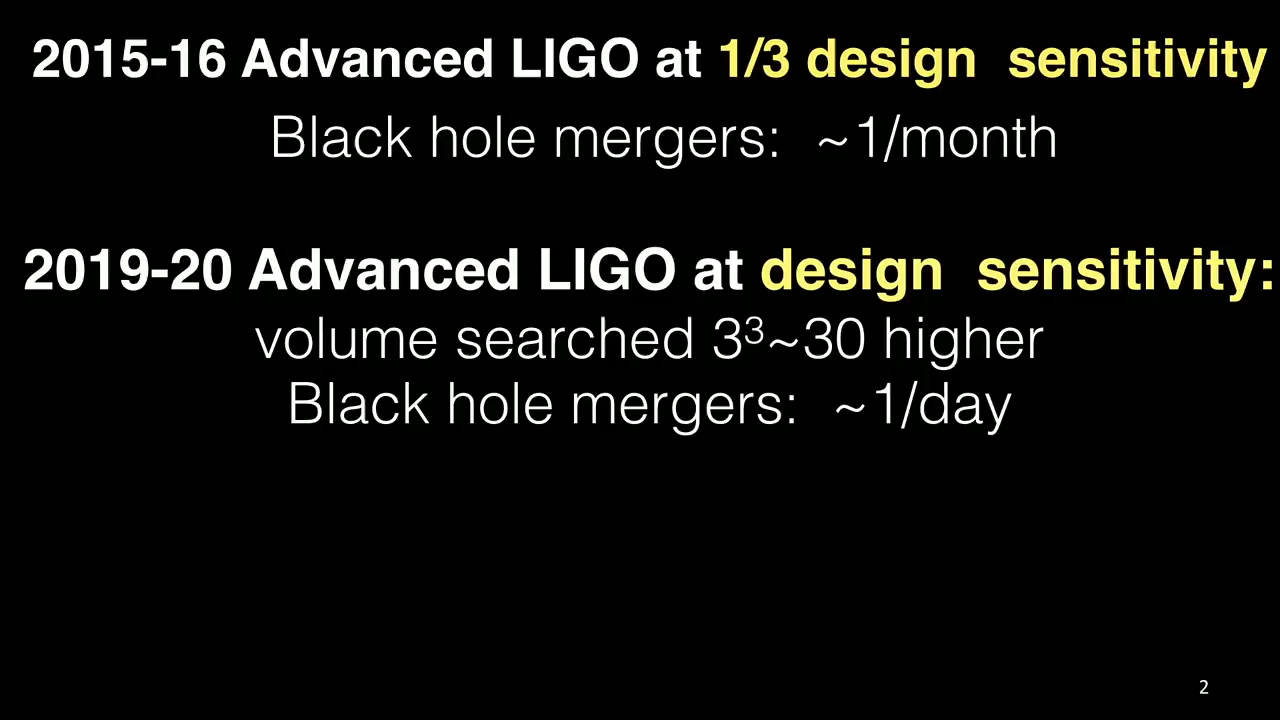 2015-16 Advanced LIGO at 1/3 design sensitivity
Black hole mergers: ~1/month
2019-20 Advanced LIGO at design sensitivity:
volume searched 3³~30 higher
Black hole mergers: ~1/day
2